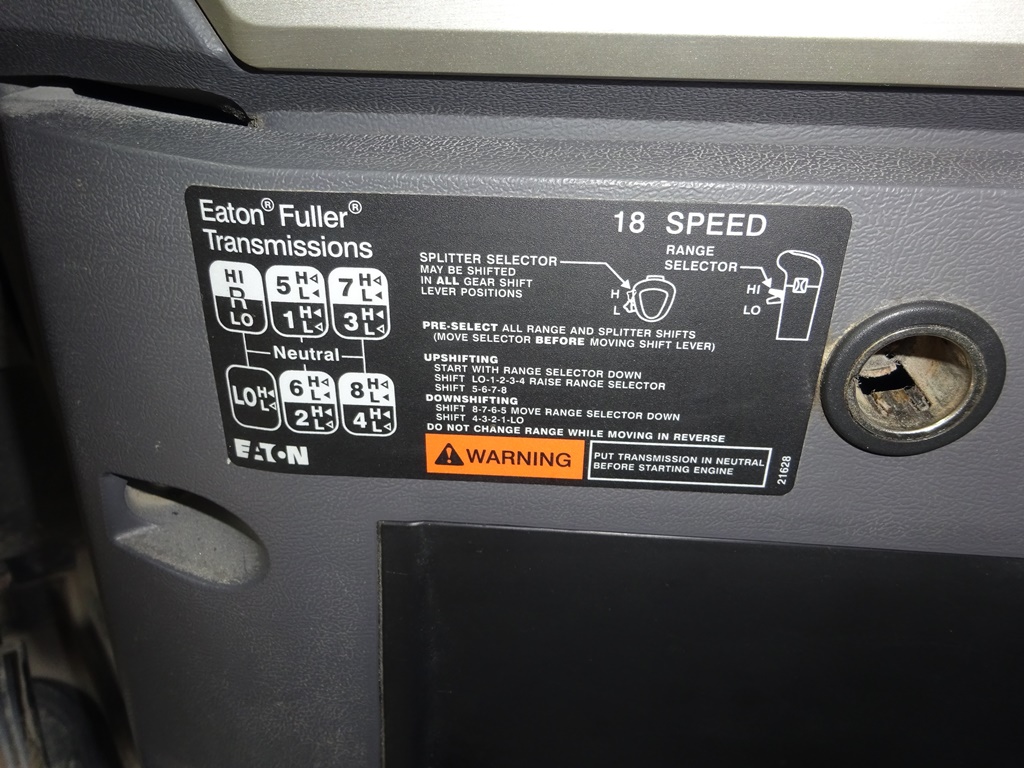 Eaton® Fuller®
Transmissions
18 SPEED
HI
R
LO
5 H◃
L◂
1 H◂
L◃
7 H◃
L◂
3 H◂
L◃
Neutral
LO H◂
L◃
6 H◃
L◂
2 H◂
L◃
8 H◃
L◂
4 H◂
L◃
EATON
SPLITTER SELECTOR
MAY BE SHIFTED
IN ALL GEAR SHIFT
LEVER POSITIONS
H
L
RANGE
SELECTOR
HI
LO
PRE-SELECT ALL RANGE AND SPLITTER SHIFTS
(MOVE SELECTOR BEFORE MOVING SHIFT LEVER)
UPSHIFTING
START WITH RANGE SELECTOR DOWN
SHIFT LO-1-2-3-4 RAISE RANGE SELECTOR
SHIFT 5-6-7-8
DOWNSHIFTING
SHIFT 8-7-6-5 MOVE RANGE SELECTOR DOWN
SHIFT 4-3-2-1-LO
DO NOT CHANGE RANGE WHILE MOVING IN REVERSE
WARNING
PUT TRANSMISSION IN NEUTRAL
BEFORE STARTING ENGINE
21628